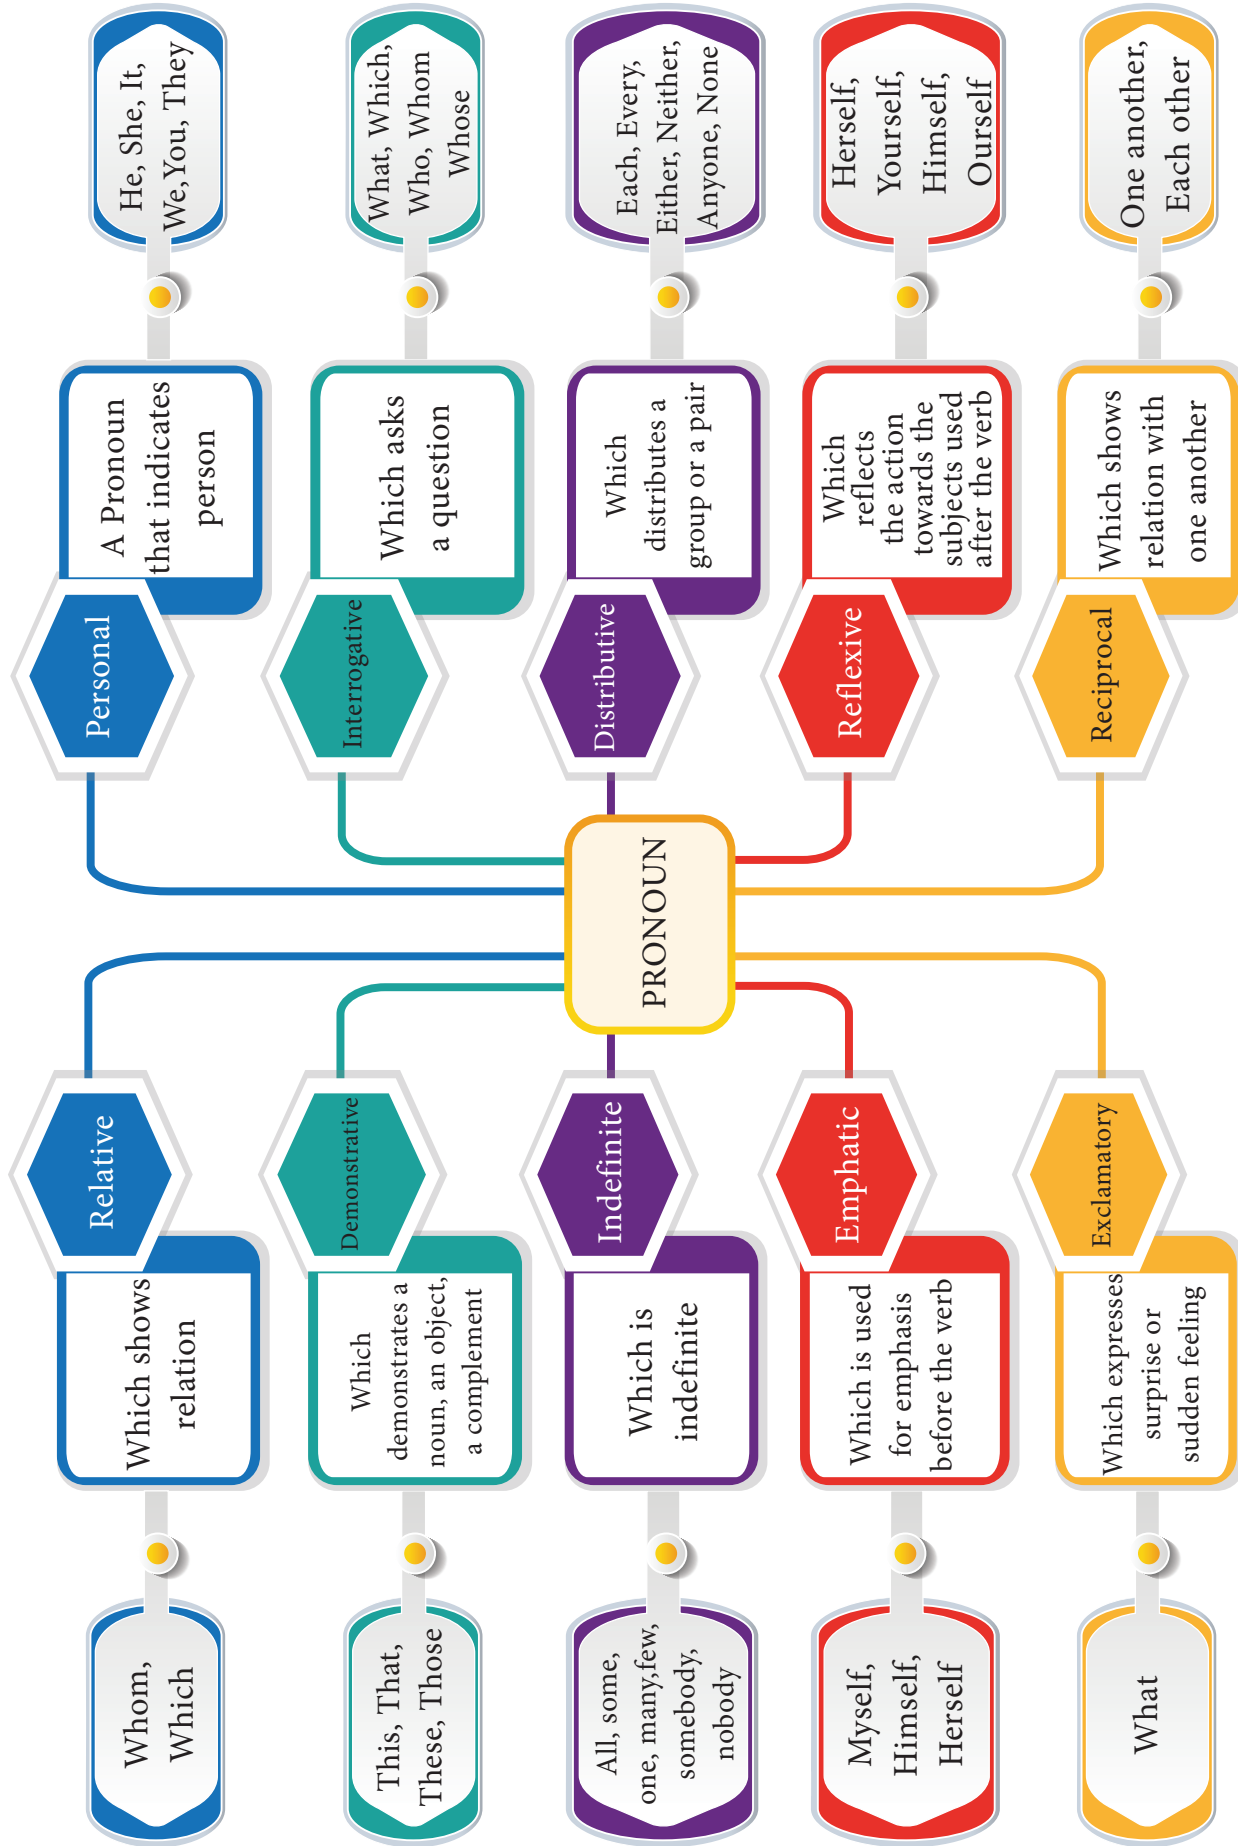 PRONOUN
Relative
Which shows
relation
Whom,
Which
Demonstrative
Which
demonstrates a
noun, an object,
a complement
This, That,
These, Those
Indefinite
Which is
indefinite
All, some,
one, many,few,
somebody,
nobody
Emphatic
Which is used
for emphasis
before the verb
Myself,
Himself,
Herself
Exclamatory
Which expresses
surprise or
sudden feeling
What
Personal
A Pronoun
that indicates
person
He, She, It,
We,You, They
Interrogative
Which asks
a question
What, Which,
Who, Whom
Whose
Distributive
Which
distributes a
group or a pair
Each, Every,
Either, Neither,
Anyone, None
Reflexive
Which
reflects
the action
towards the
subjects used
after the verb
Herself,
Yourself,
Himself,
Ourself
Reciprocal
Which shows
relation with
one another
One another,
Each other